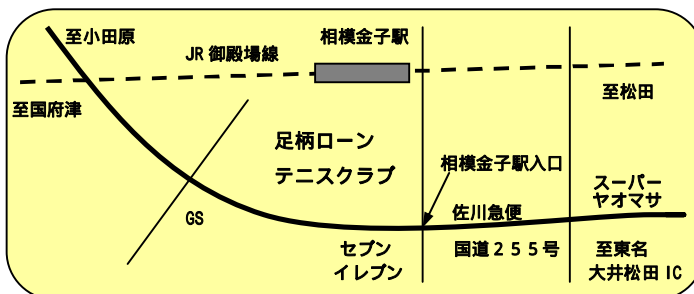 至小田原
JR 御殿場線
相模金子駅
至国府津
至松田
足柄ローン
テニスクラブ
相模金子駅入口
スーパー
ヤオマサ
GS
佐川急便
セブン
イレブン
国道２５５号
至東名
大井松田 IC